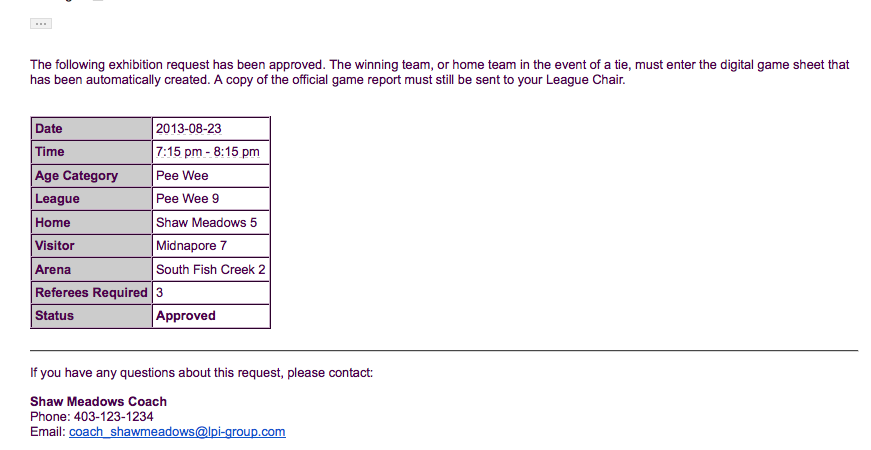 The following exhibition request has been approved. The winning team, or home team in the event of a tie, must enter the digital game sheet that
has been automatically created. A copy of the official game report must still be sent to your League Chair.
Date 2013-08-23
Time 7:15 pm - 8:15 pm
Age Category Pee Wee
League Pee Wee 9
Home Shaw Meadows 5
Visitor Midnapore 7
Arena South Fish Creek 2
Referees Required 3
Status Approved
If you have any questions about this request, please contact:
Shaw Meadows Coach
Phone: 403-123-1234
Email: coach_shawmeadows@lpi-group.com